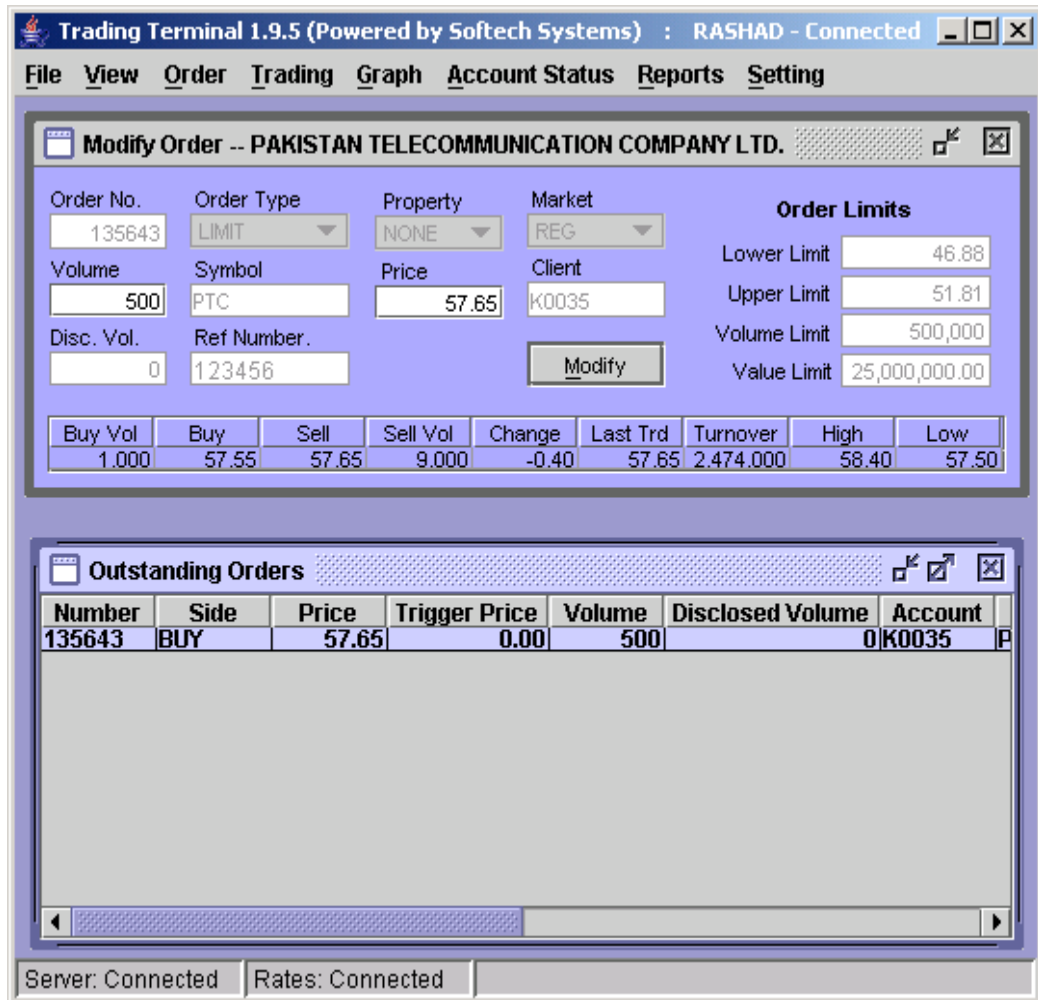 Trading Terminal 1.9.5 (Powered by Softech Systems) : RASHAD - Connected
File View Order Trading Graph Account Status Reports Setting
Modify Order -- PAKISTAN TELECOMMUNICATION COMPANY LTD.
Order No. Order Type Property Market Order Limits
135643 LIMIT NONE REG Lower Limit 46.88
Volume Symbol Price Client
500 PTC 57.65 K0035 Upper Limit 51.81
Disc. Vol. Ref Number. Volume Limit 500,000
0 123456 Modify Value Limit 25,000,000.00
Buy Vol Buy Sell Sell Vol Change Last Trd Turnover High Low
1.000 57.55 57.65 9.000 -0.40 57.65 2.474.000 58.40 57.50
Outstanding Orders
Number Side Price Trigger Price Volume Disclosed Volume Account
135643 BUY 57.65 0.00 500 0 K0035 P
Server: Connected Rates: Connected